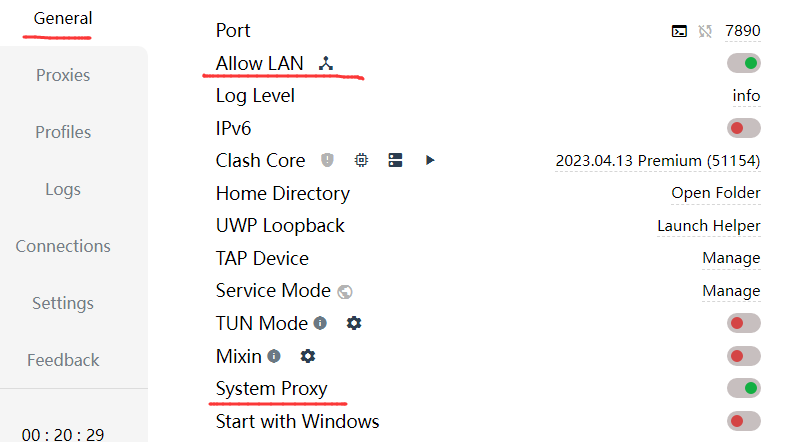 General
Proxies
Profiles
Logs
Connections
Settings
Feedback
00 : 20 : 29
Port 7890
Allow LAN
Log Level info
IPv6
Clash Core 2023.04.13 Premium (51154)
Home Directory Open Folder
UWP Loopback Launch Helper
TAP Device Manage
Service Mode Manage
TUN Mode
Mixin
System Proxy
Start with Windows